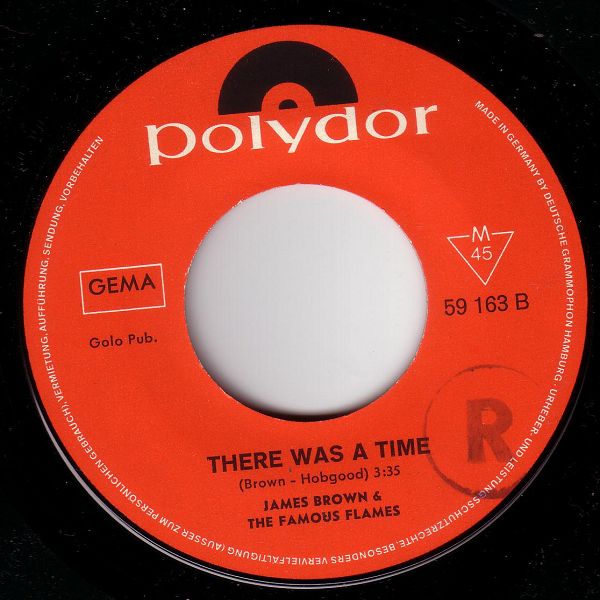 polydor
GEMA
Golo Pub.
M
45
59 163 B
R
THERE WAS A TIME
(Brown - Hobgood) 3:35
JAMES BROWN &
THE FAMOUS FLAMES
MADE IN GERMANY BY DEUTSCHE GRAMMOPHON HAMBURG · URHEBER- UND LEISTUNGSSCHUTZRECHTE, BESONDERS VERVIELFÄLTIGUNG (AUSSER ZUM PERSÖNLICHEN GEBRAUCH), VERMIETUNG, AUFFÜHRUNG, SENDUNG, VORBEHALTEN